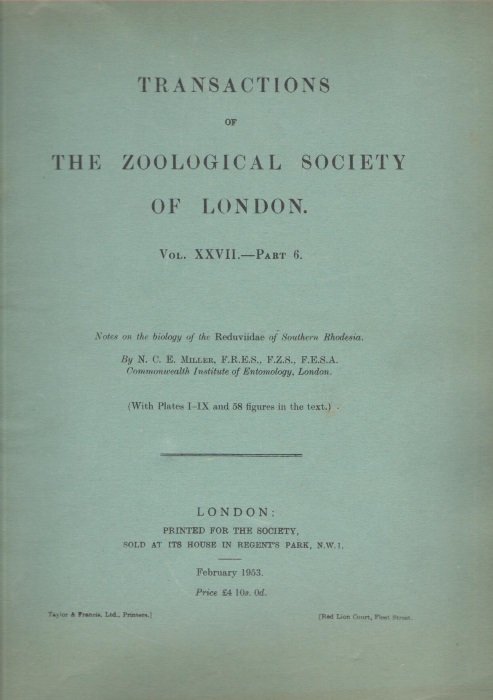 TRANSACTIONS
OF
THE ZOOLOGICAL SOCIETY
OF LONDON.
VOL. XXVII.—PART 6.
Notes on the biology of the Reduviidae of Southern Rhodesia.
By N. C. E. MILLER, F.R.E.S., F.Z.S., F.E.S.A.
Commonwealth Institute of Entomology, London.
(With Plates I–IX and 58 figures in the text.)
LONDON:
PRINTED FOR THE SOCIETY,
SOLD AT ITS HOUSE IN REGENT'S PARK, N.W.1.
February 1953.
Price £4 10s. 0d.
Taylor & Francis, Ltd., Printers.] [Red Lion Court, Fleet Street.